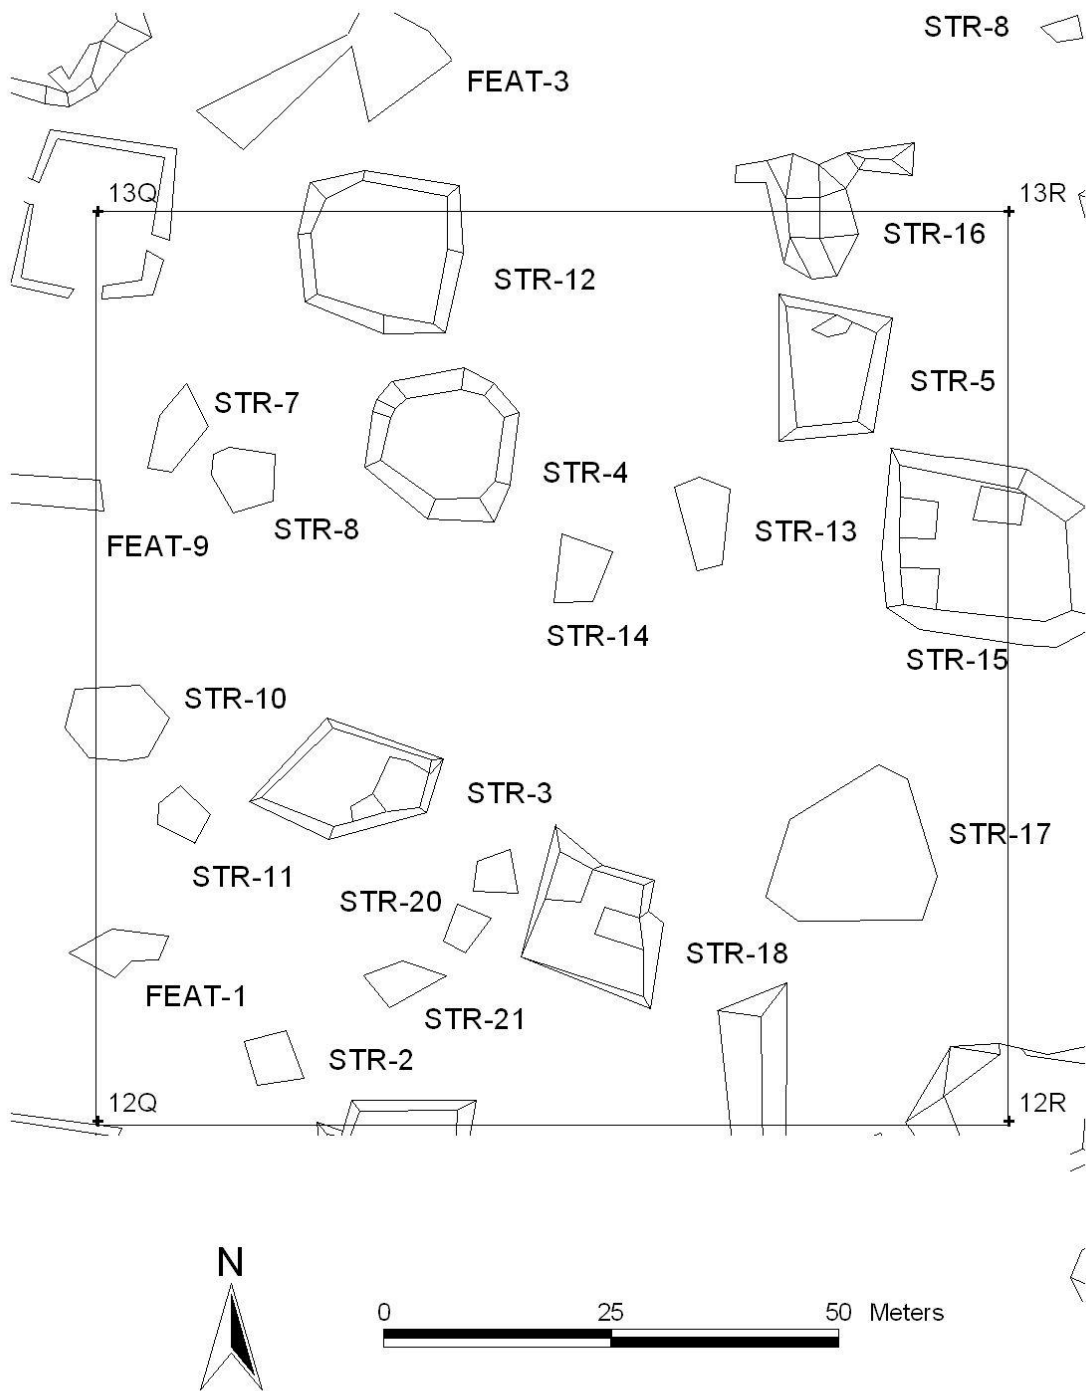 STR-8
FEAT-3
13Q
13R
STR-16
STR-12
STR-5
STR-7
STR-4
STR-8
STR-13
FEAT-9
STR-14
STR-15
STR-10
STR-3
STR-17
STR-11
STR-20
STR-18
FEAT-1
STR-21
STR-2
12Q
12R
N
0 25 50 Meters